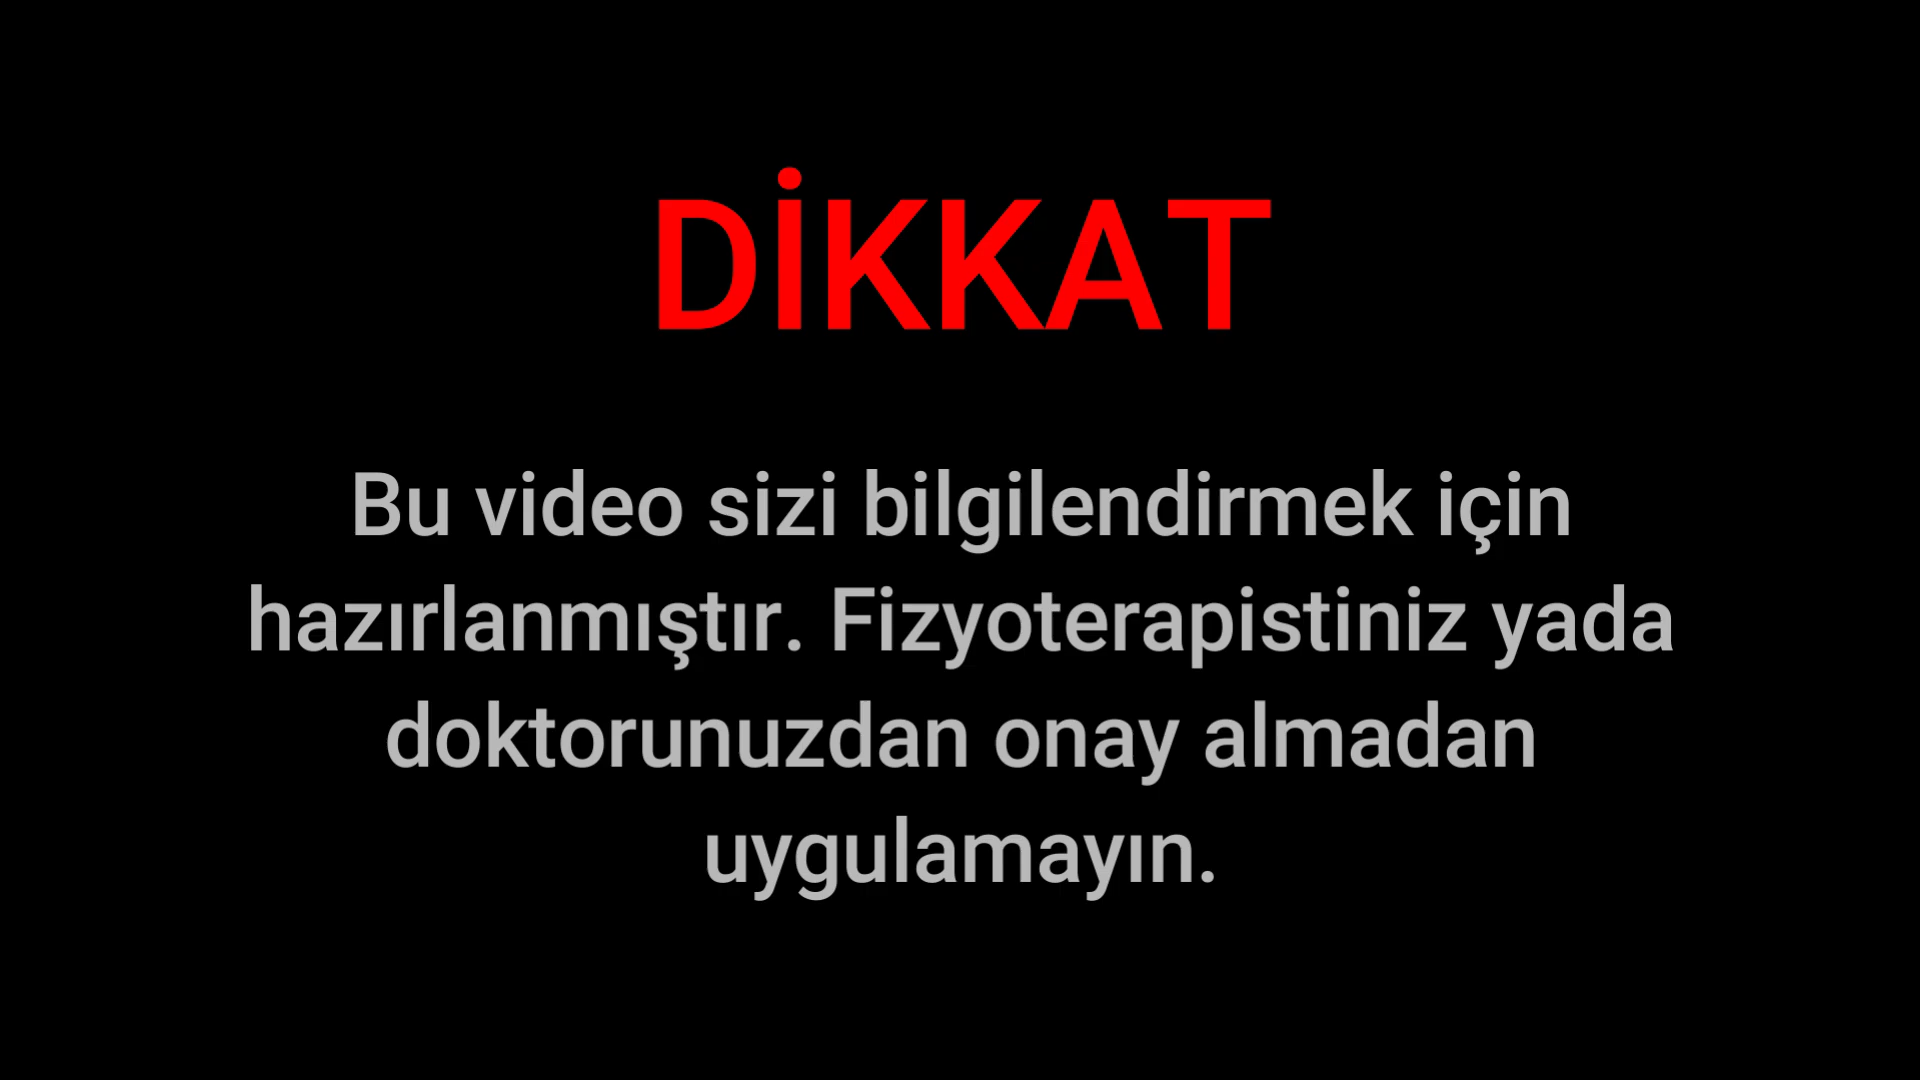 DİKKAT
Bu video sizi bilgilendirmek için
hazırlanmıştır. Fizyoterapistiniz yada
doktorunuzdan onay almadan
uygulamayın.